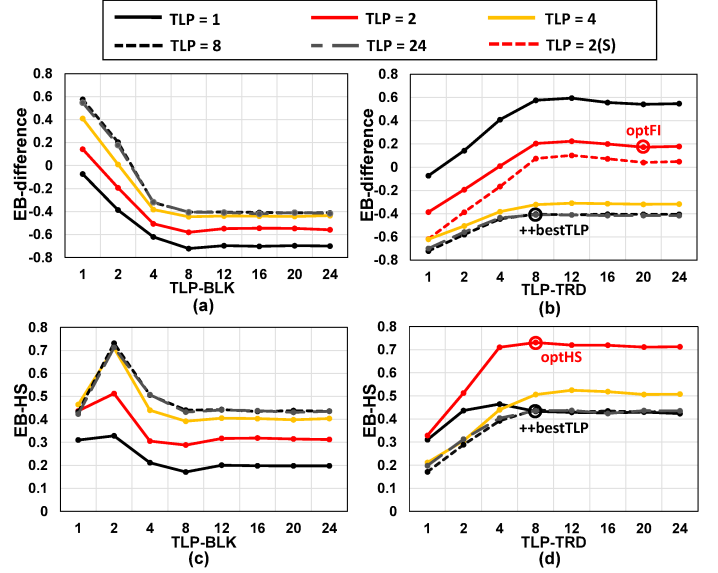 TLP = 1 TLP = 2 TLP = 4
TLP = 8 TLP = 24 TLP = 2(S)
EB-difference
0.8
0.6
0.4
0.2
0
-0.2
-0.4
-0.6
-0.8
1 2 4 8 12 16 20 24
TLP-BLK
(a)
EB-difference
0.8
0.6
0.4
0.2
0
-0.2
-0.4
-0.6
-0.8
optFI
++bestTLP
1 2 4 8 12 16 20 24
TLP-TRD
(b)
EB-HS
0.8
0.7
0.6
0.5
0.4
0.3
0.2
0.1
0
1 2 4 8 12 16 20 24
TLP-BLK
(c)
EB-HS
0.8
0.7
0.6
0.5
0.4
0.3
0.2
0.1
0
optHS
++bestTLP
1 2 4 8 12 16 20 24
TLP-TRD
(d)